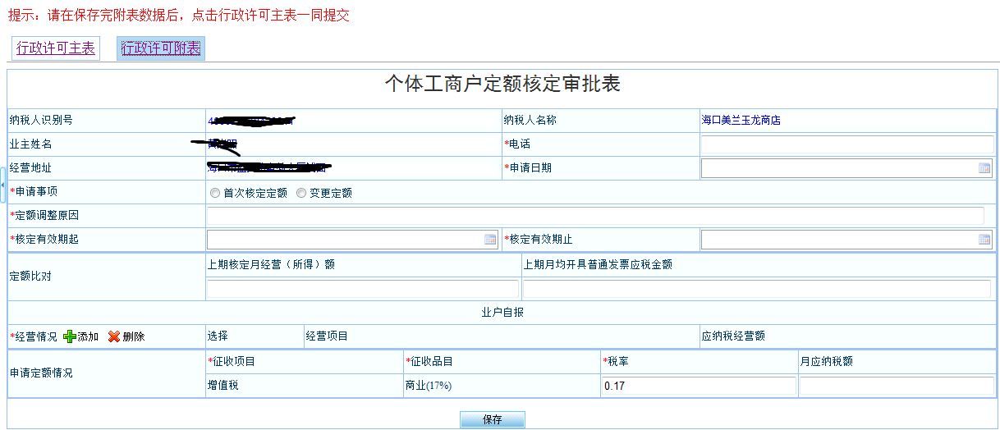 提示：请在保存完附表数据后，点击行政许可主表一同提交
行政许可主表 行政许可附表
个体工商户定额核定审批表
纳税人识别号 纳税人名称 海口美兰玉龙商店
业主姓名 *电话
经营地址 *申请日期
*申请事项 首次核定定额 变更定额
*定额调整原因
*核定有效期起 *核定有效期止
定额比对 上期核定月经营（所得）额 上期月均开具普通发票应税金额
业户自报
*经营情况 添加 删除 选择 经营项目 应纳税经营额
申请定额情况 *征收项目 *征收品目 *税率 月应纳税额
增值税 商业(17%) 0.17
保存